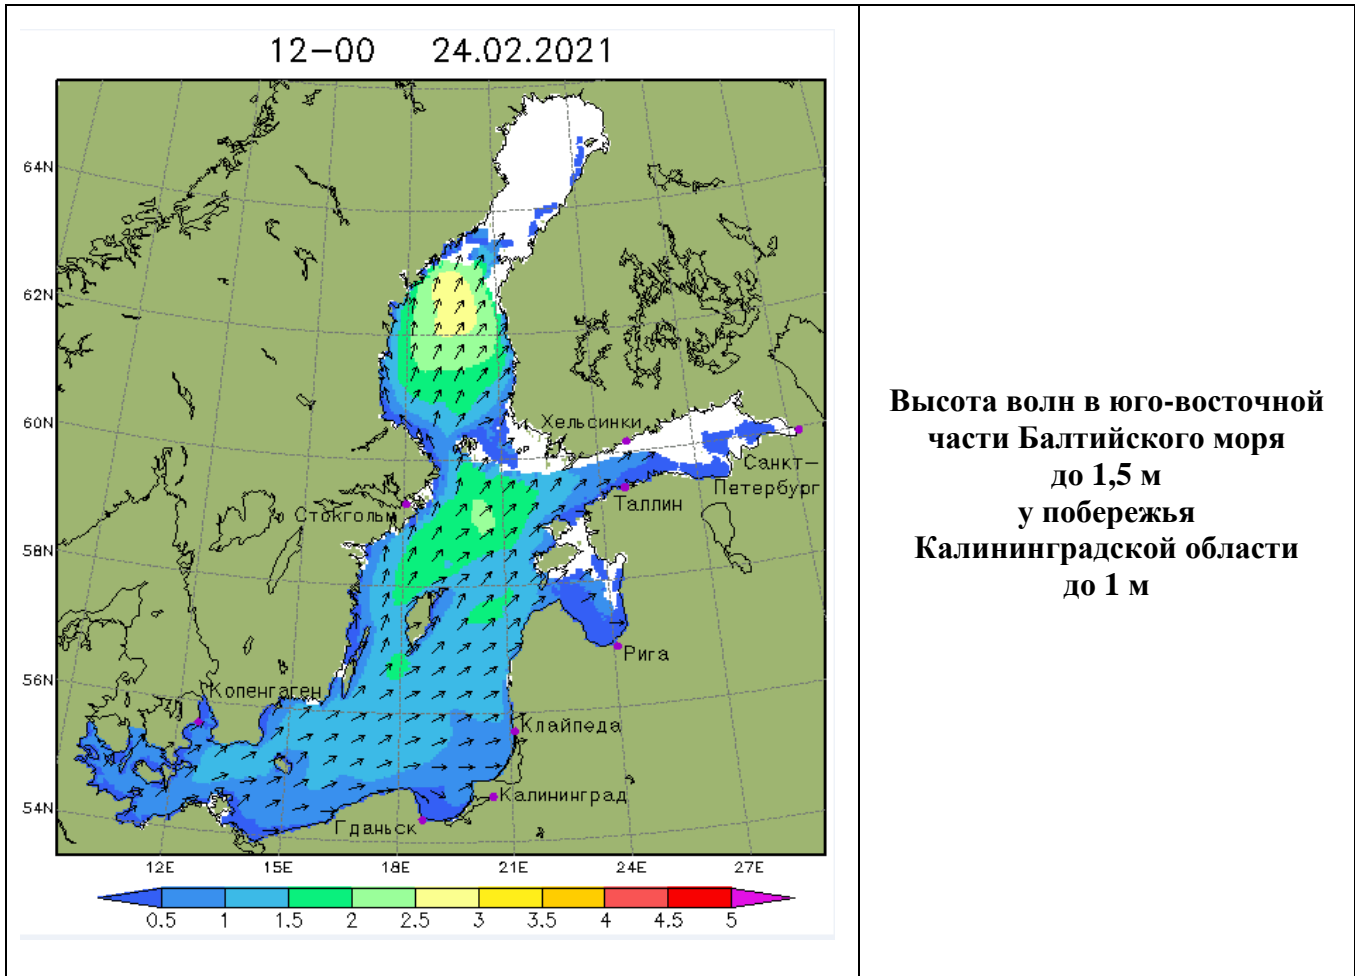 12-00 24.02.2021
64N
62N
60N
58N
56N
54N
Хельсинки
Санкт-
Петербург
Таллин
Стокгольм
Рига
Копенгаген
Клайпеда
Калининград
Гданьск
12E 15E 18E 21E 24E 27E
0.5 1 1.5 2 2.5 3 3.5 4 4.5 5
Высота волн в юго-восточной
части Балтийского моря
до 1,5 м
у побережья
Калининградской области
до 1 м